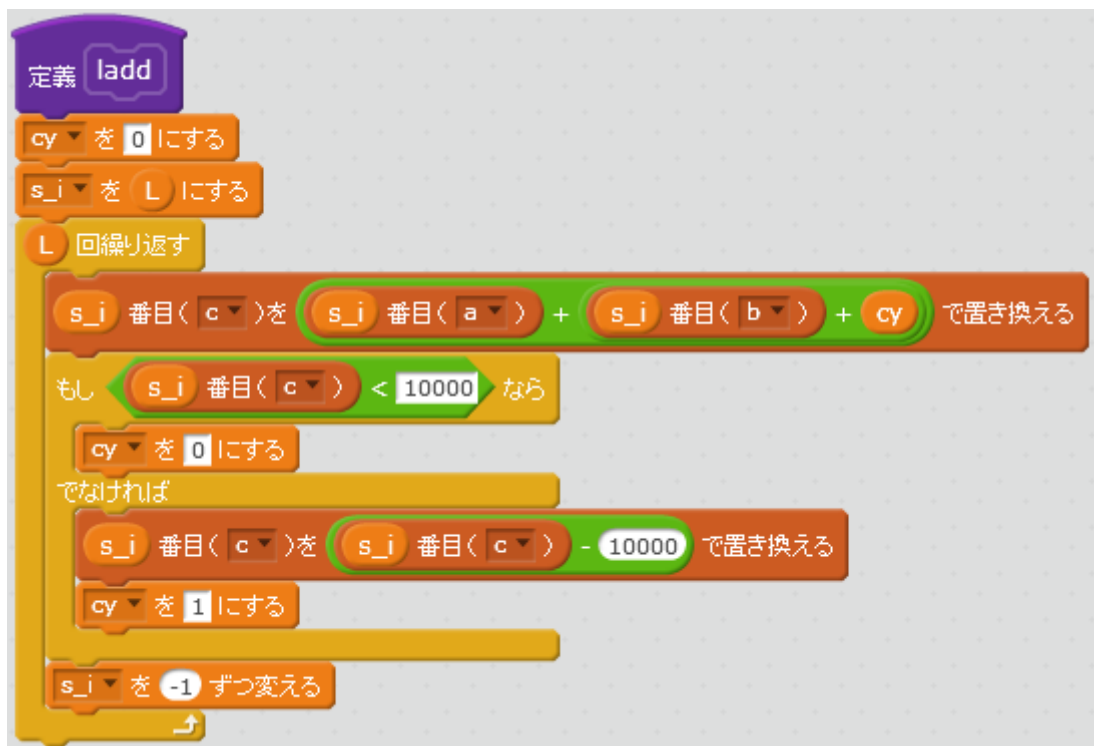 定義 ladd
cy ▼ を 0 にする
s_i ▼ を L にする
L 回繰り返す
s_i 番目( c ▼ )を s_i 番目( a ▼ ) + s_i 番目( b ▼ ) + cy で置き換える
もし s_i 番目( c ▼ ) < 10000 なら
cy ▼ を 0 にする
でなければ
s_i 番目( c ▼ )を s_i 番目( c ▼ ) - 10000 で置き換える
cy ▼ を 1 にする
s_i ▼ を -1 ずつ変える